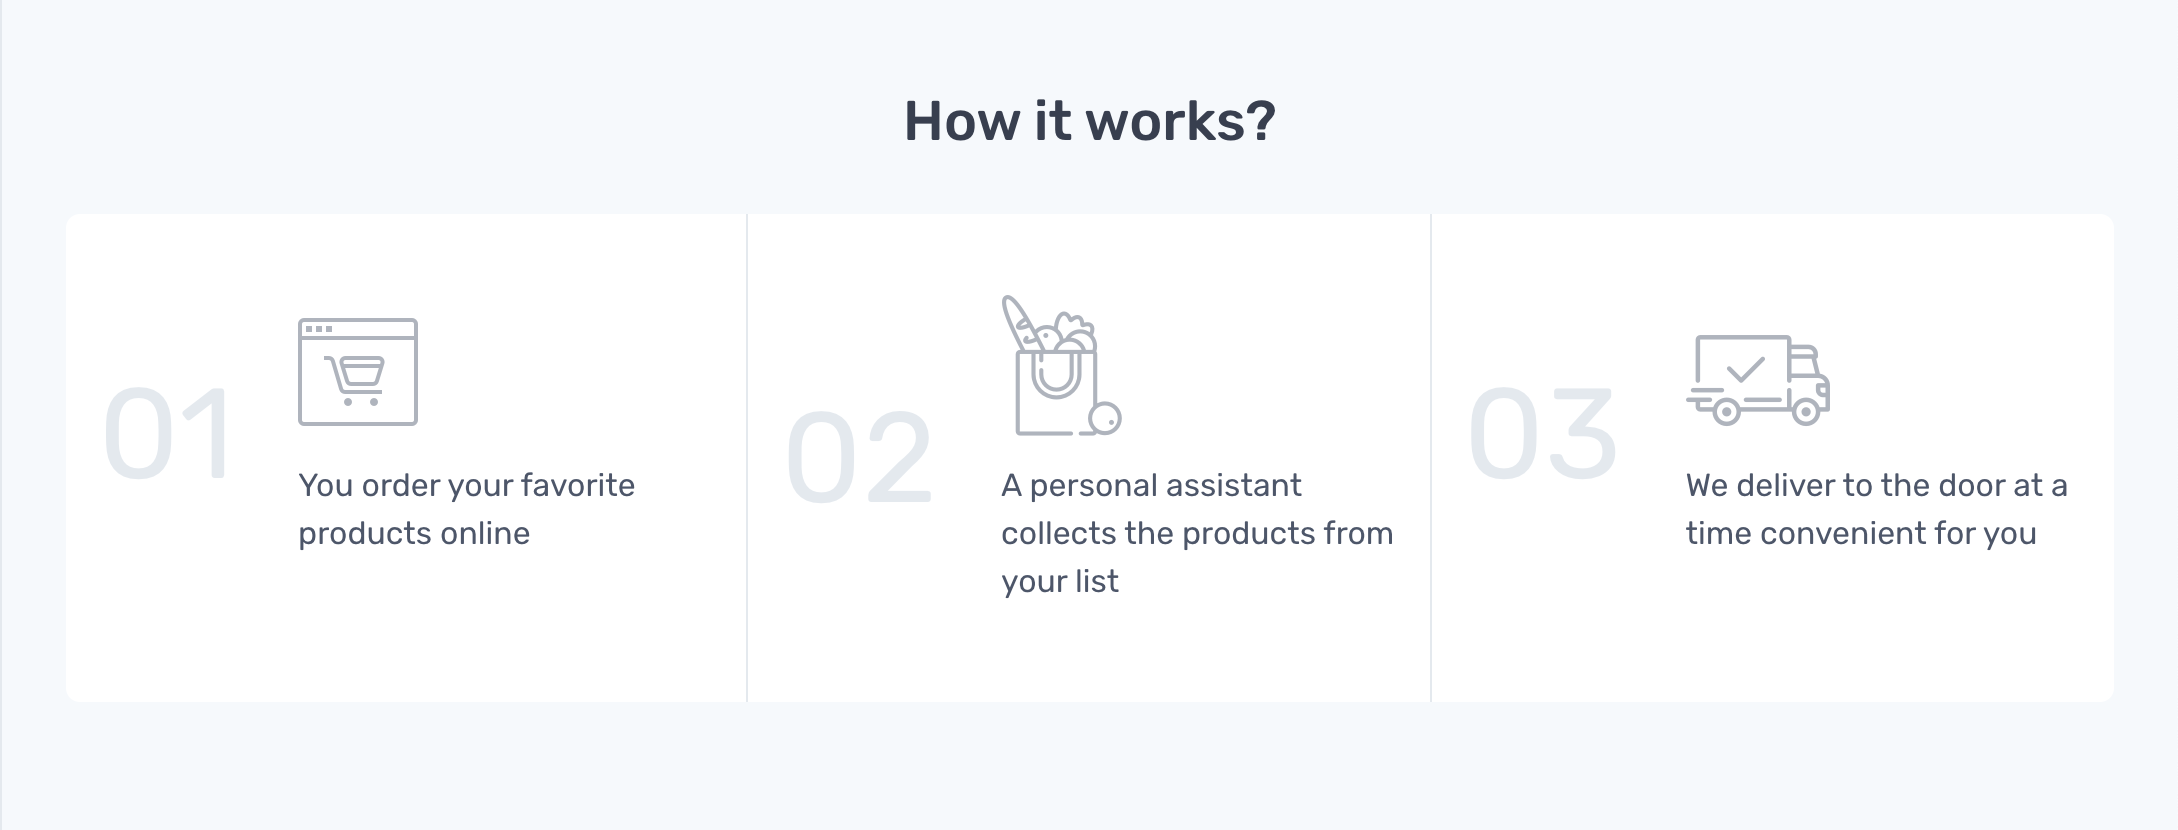 How it works?
01
You order your favorite
products online
02
A personal assistant
collects the products from
your list
03
We deliver to the door at a
time convenient for you